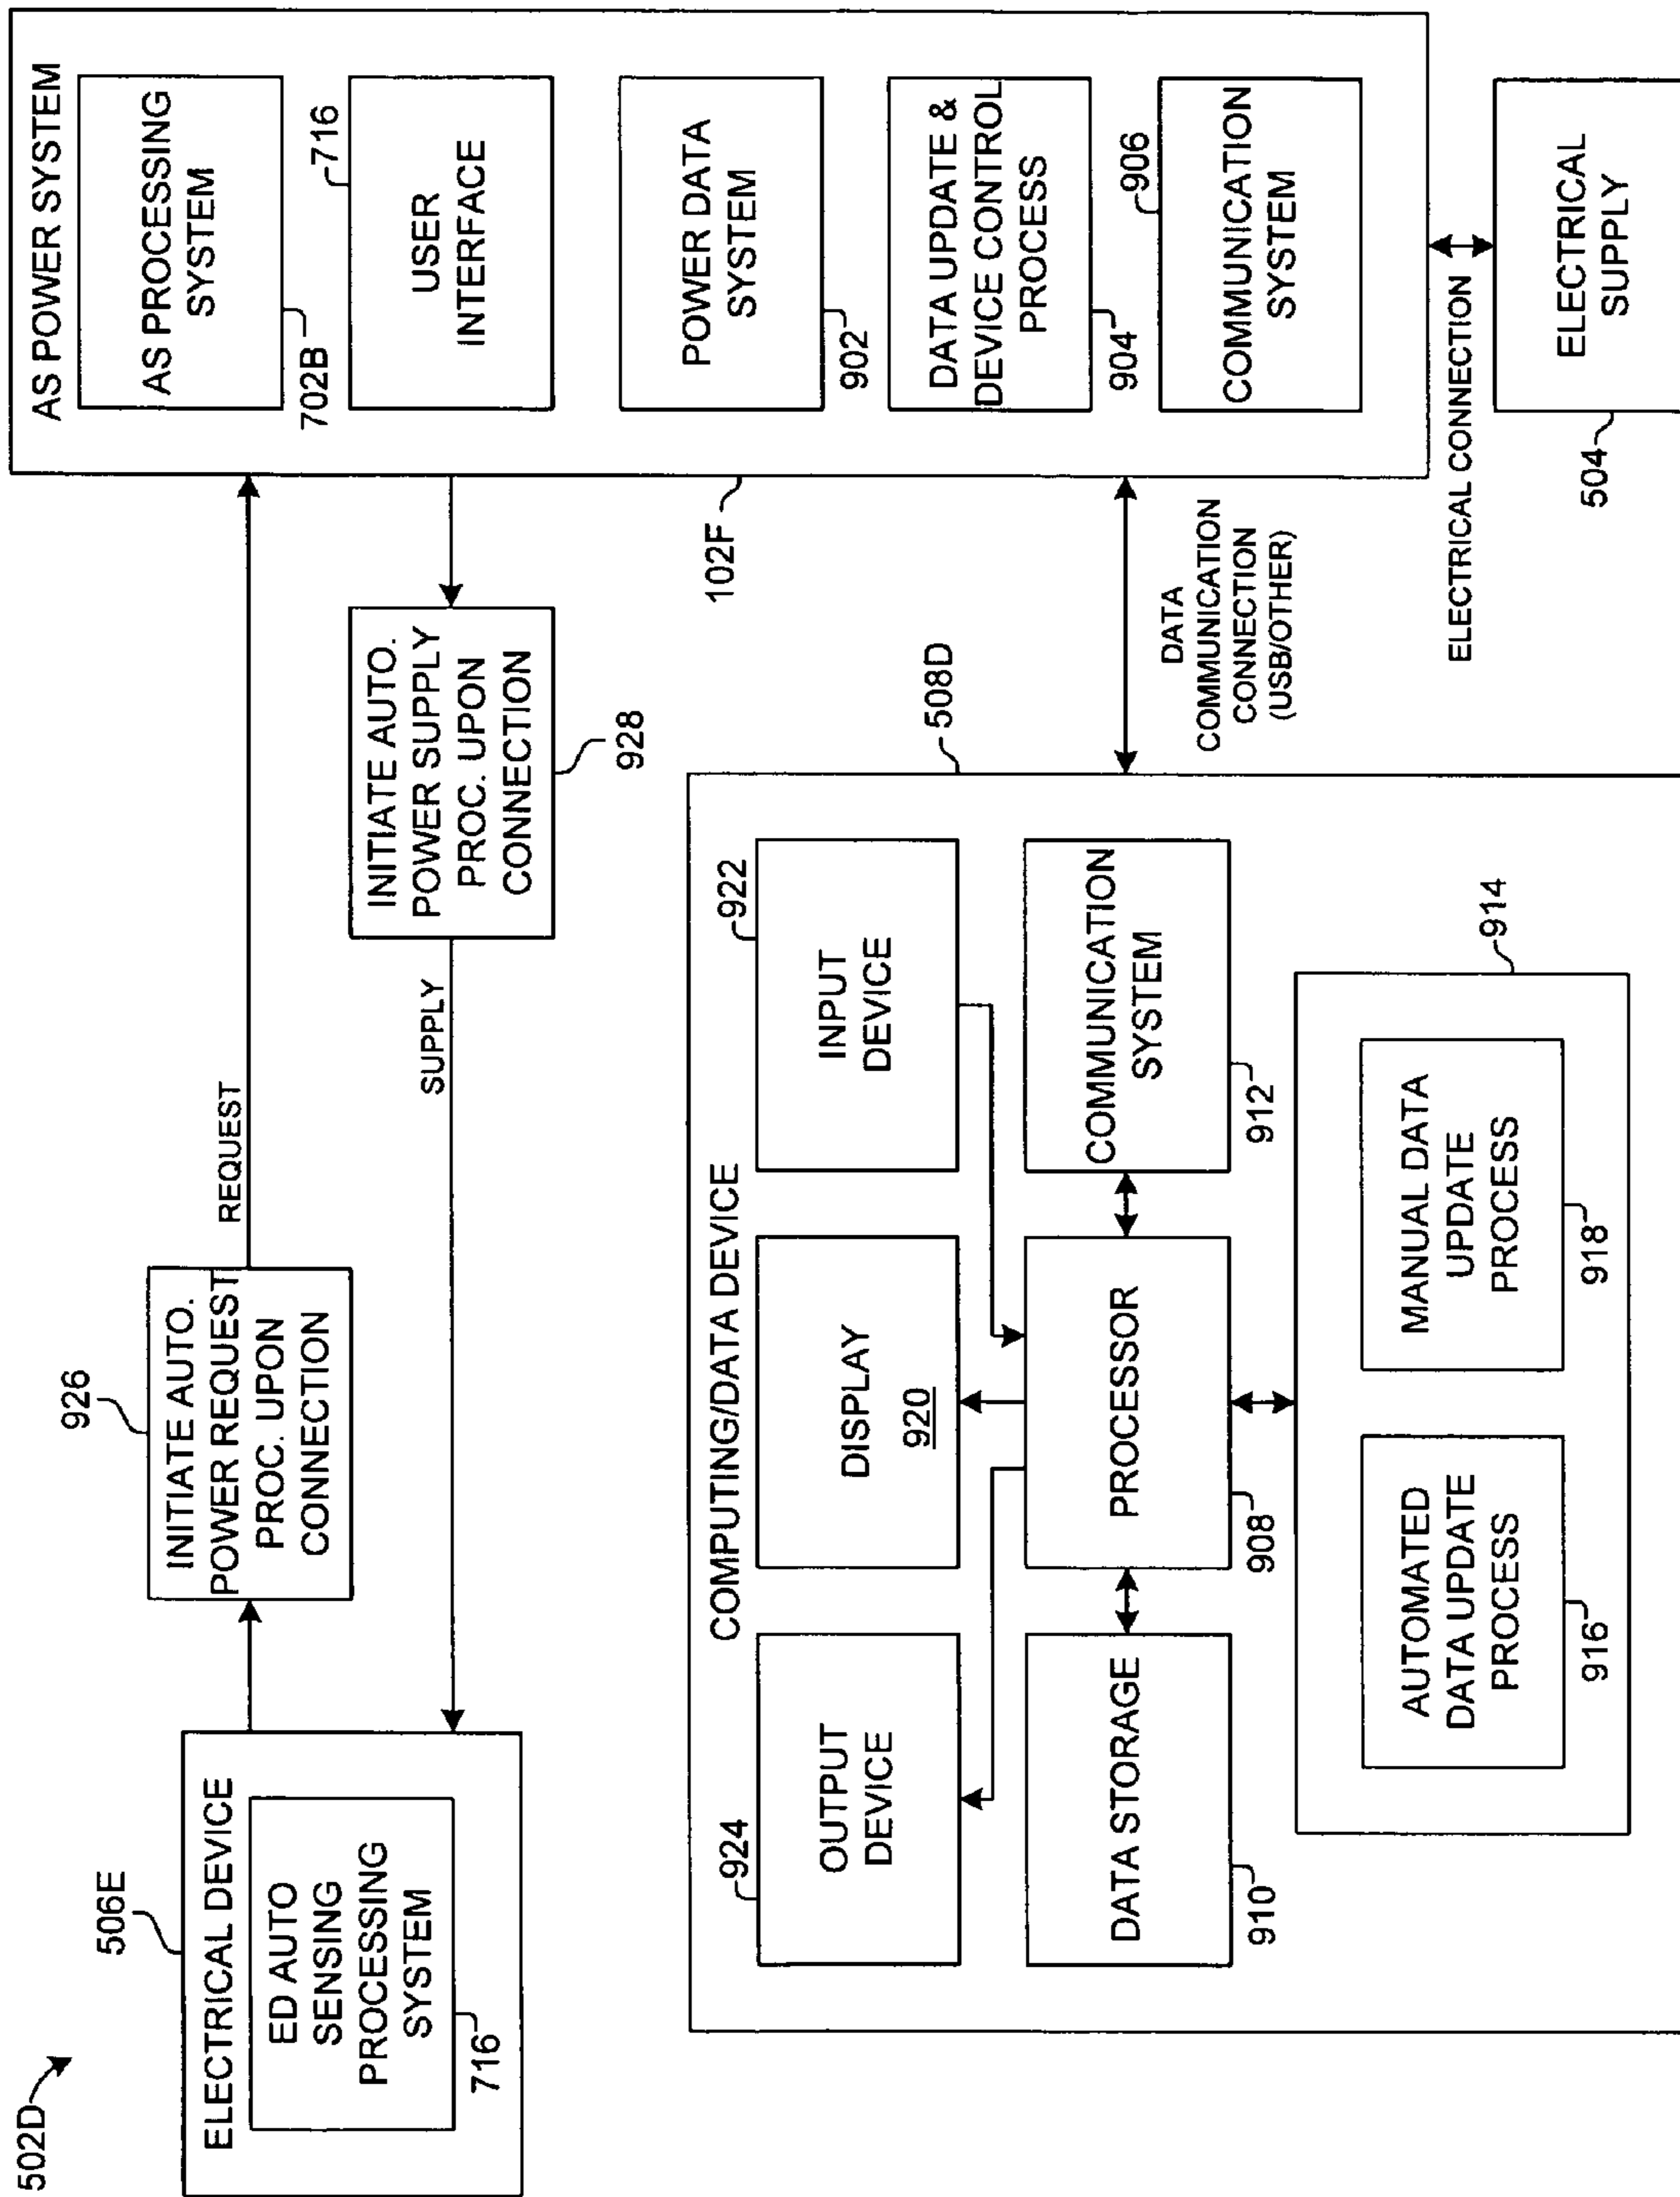 502D
506E
ELECTRICAL DEVICE
ED AUTO
SENSING
PROCESSING
SYSTEM
716
926
INITIATE AUTO.
POWER REQUEST
PROC. UPON
CONNECTION
REQUEST
SUPPLY
INITIATE AUTO.
POWER SUPPLY
PROC. UPON
CONNECTION
928
AS POWER SYSTEM
AS PROCESSING
SYSTEM
702B
716
USER
INTERFACE
POWER DATA
SYSTEM
902
DATA UPDATE &
DEVICE CONTROL
PROCESS
904
906
COMMUNICATION
SYSTEM
102F
DATA
COMMUNICATION
CONNECTION
(USB/OTHER)
ELECTRICAL CONNECTION
ELECTRICAL
SUPPLY
504
508D
COMPUTING/DATA DEVICE
924
OUTPUT
DEVICE
DISPLAY
920
922
INPUT
DEVICE
DATA STORAGE
910
PROCESSOR
908
COMMUNICATION
SYSTEM
912
914
AUTOMATED
DATA UPDATE
PROCESS
916
MANUAL DATA
UPDATE
PROCESS
918